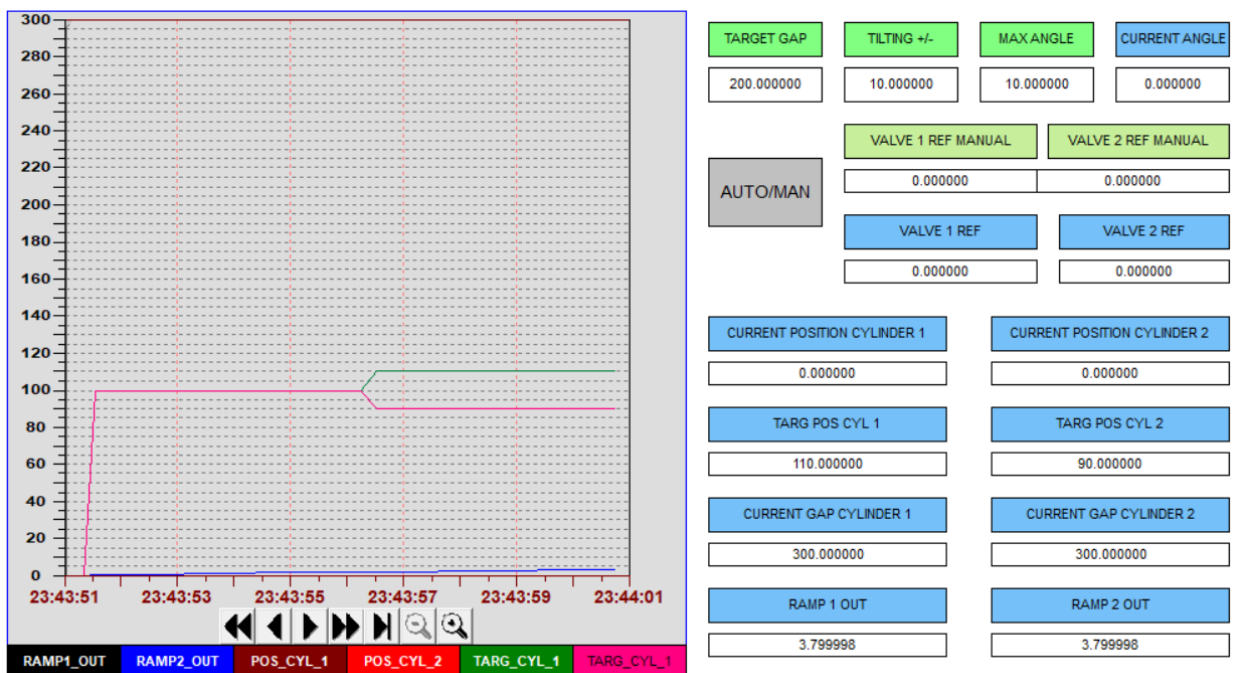 300
280
260
240
220
200
180
160
140
120
100
80
60
40
20
0
23:43:51 23:43:53 23:43:55 23:43:57 23:43:59 23:44:01
RAMP1_OUT RAMP2_OUT POS_CYL_1 POS_CYL_2 TARG_CYL_1 TARG_CYL_1
TARGET GAP TILTING +/- MAX ANGLE CURRENT ANGLE
200.000000 10.000000 10.000000 0.000000
VALVE 1 REF MANUAL VALVE 2 REF MANUAL
AUTO/MAN
0.000000 0.000000
VALVE 1 REF VALVE 2 REF
0.000000 0.000000
CURRENT POSITION CYLINDER 1 CURRENT POSITION CYLINDER 2
0.000000 0.000000
TARG POS CYL 1 TARG POS CYL 2
110.000000 90.000000
CURRENT GAP CYLINDER 1 CURRENT GAP CYLINDER 2
300.000000 300.000000
RAMP 1 OUT RAMP 2 OUT
3.799998 3.799998